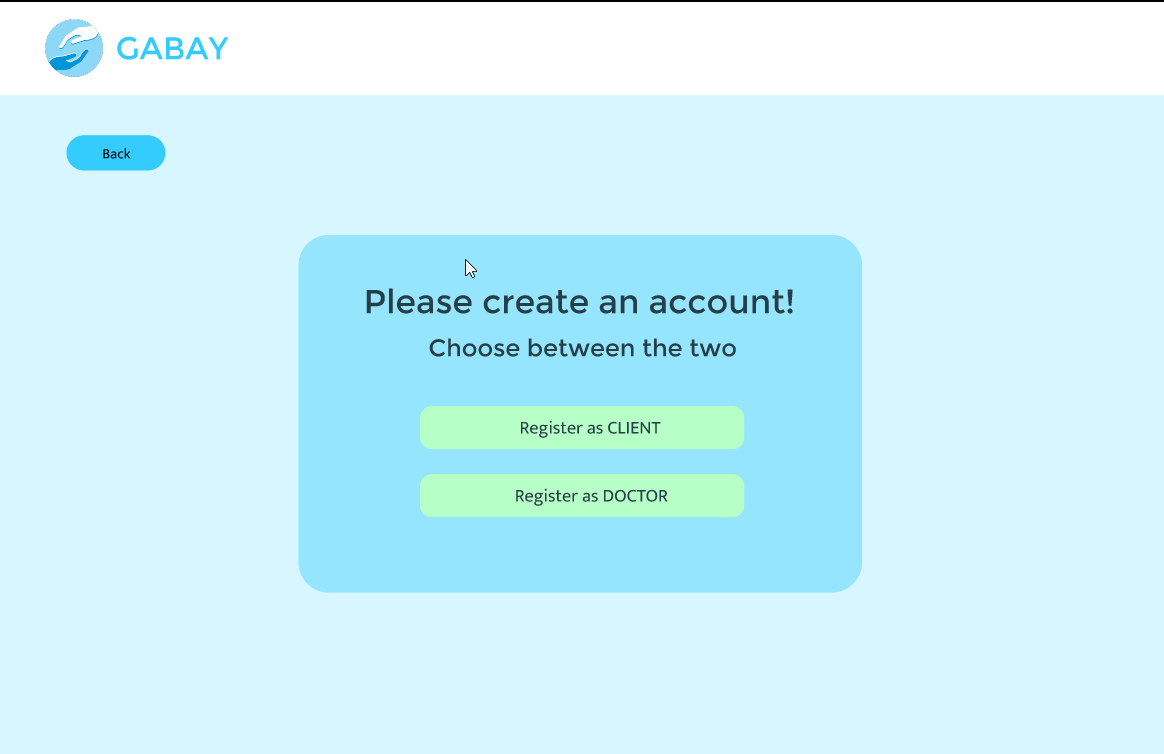 GABAY
Back
Please create an account!
Choose between the two
Register as CLIENT
Register as DOCTOR